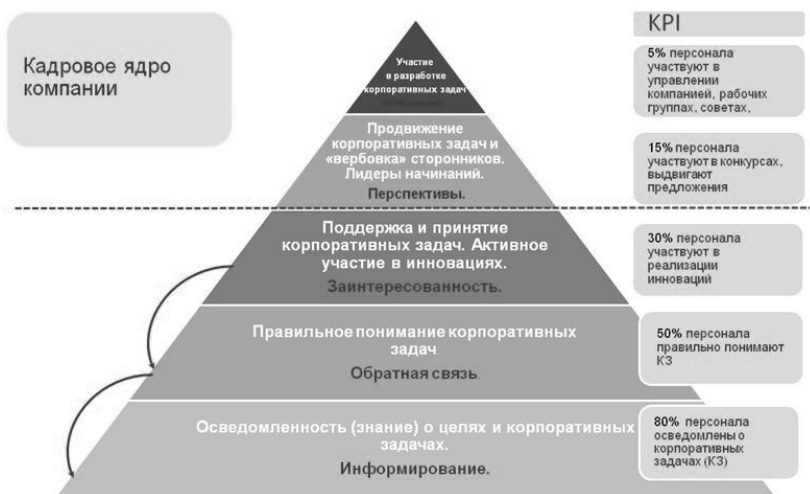 Кадровое ядро
компании
Участие
в разработке
корпоративных задач
Продвижение
корпоративных задач и
«вербовка» сторонников.
Лидеры начинаний.
Перспективы.
Поддержка и принятие
корпоративных задач. Активное
участие в инновациях.
Заинтересованность.
Правильное понимание корпоративных
задач
Обратная связь.
Осведомленность (знание) о целях и корпоративных
задачах.
Информирование.
KPI
5% персонала
участвуют в
управлении
компанией, рабочих
группах, советах,
15% персонала
участвуют в конкурсах,
выдвигают
предложения
30% персонала
участвуют в
реализации
инноваций
50% персонала
правильно понимают
КЗ
80% персонала
осведомлены о
корпоративных
задачах (КЗ)